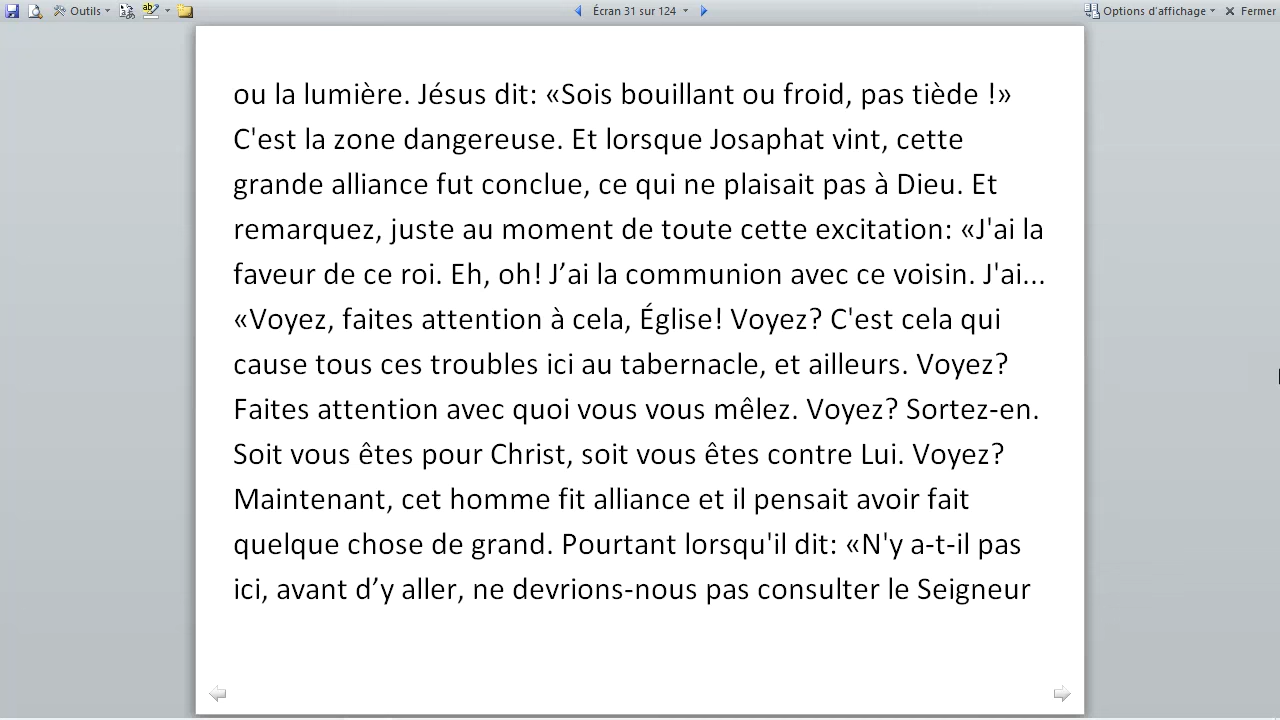 Outils
Écran 31 sur 124
Options d'affichage
Fermer
ou la lumière. Jésus dit: «Sois bouillant ou froid, pas tiède !»
C'est la zone dangereuse. Et lorsque Josaphat vint, cette
grande alliance fut conclue, ce qui ne plaisait pas à Dieu. Et
remarquez, juste au moment de toute cette excitation: «J'ai la
faveur de ce roi. Eh, oh! J’ai la communion avec ce voisin. J'ai...
«Voyez, faites attention à cela, Église! Voyez? C'est cela qui
cause tous ces troubles ici au tabernacle, et ailleurs. Voyez?
Faites attention avec quoi vous vous mêlez. Voyez? Sortez-en.
Soit vous êtes pour Christ, soit vous êtes contre Lui. Voyez?
Maintenant, cet homme fit alliance et il pensait avoir fait
quelque chose de grand. Pourtant lorsqu'il dit: «N'y a-t-il pas
ici, avant d’y aller, ne devrions-nous pas consulter le Seigneur